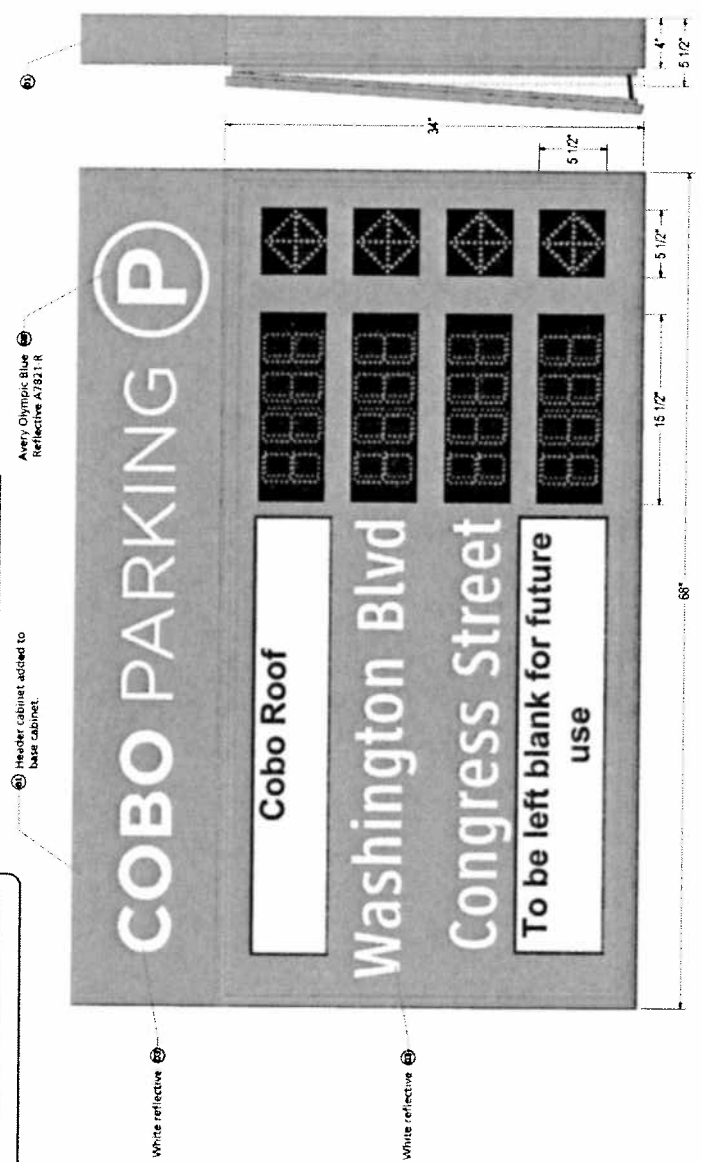 Header cabinet added to
base cabinet.
Avery Olympic Blue
Reflective A7821-R
White reflective
COBO PARKING P
Cobo Roof
Washington Blvd
White reflective
Congress Street
To be left blank for future
use
34"
5 1/2"
15 1/2"
5 1/2"
68"
4"
5 1/2"